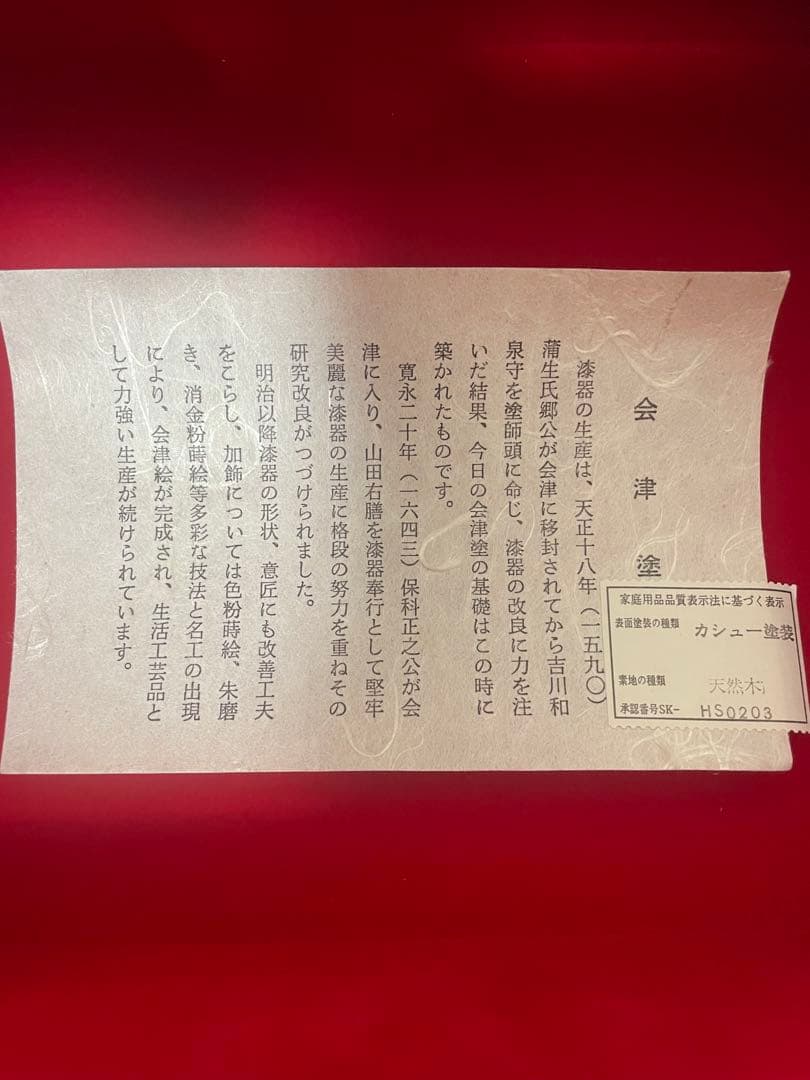 会津塗
漆器の生産は、天正十八年（一五九〇）
蒲生氏郷公が会津に移封されてから吉川和
泉守を塗師頭に命じ、漆器の改良に力を注
いだ結果、今日の会津塗の基礎はこの時に
築かれたものです。
寛永二十年（一六四三）保科正之公が会
津に入り、山田右膳を漆器奉行として堅牢
美麗な漆器の生産に格段の努力を重ねその
研究改良がつづけられました。
明治以降漆器の形状、意匠にも改善工夫
をこらし、加飾については色粉蒔絵、朱磨
き、消金粉蒔絵等多彩な技法と名工の出現
により、会津絵が完成され、生活工芸品と
して力強い生産が続けられています。
家庭用品品質表示法に基づく表示
表面塗装の種類 カシュー塗装
素地の種類 天然木
承認番号SK- HS0203